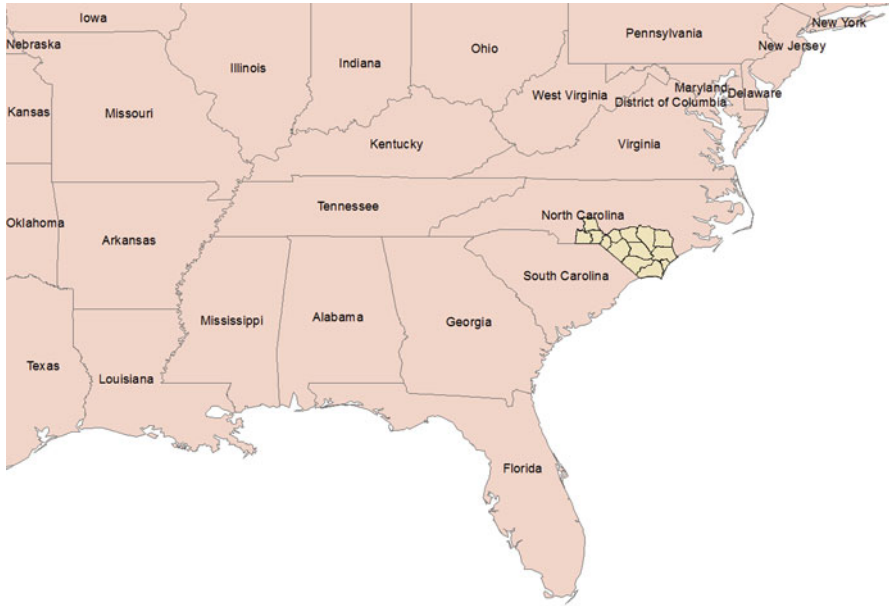 Iowa
New York
Pennsylvania
Nebraska
New Jersey
Ohio
Indiana
Illinois
Maryland
Delaware
West Virginia
District of Columbia
Kansas
Missouri
Kentucky
Virginia
Tennessee
North Carolina
Oklahoma
Arkansas
South Carolina
Mississippi
Alabama
Georgia
Texas
Louisiana
Florida